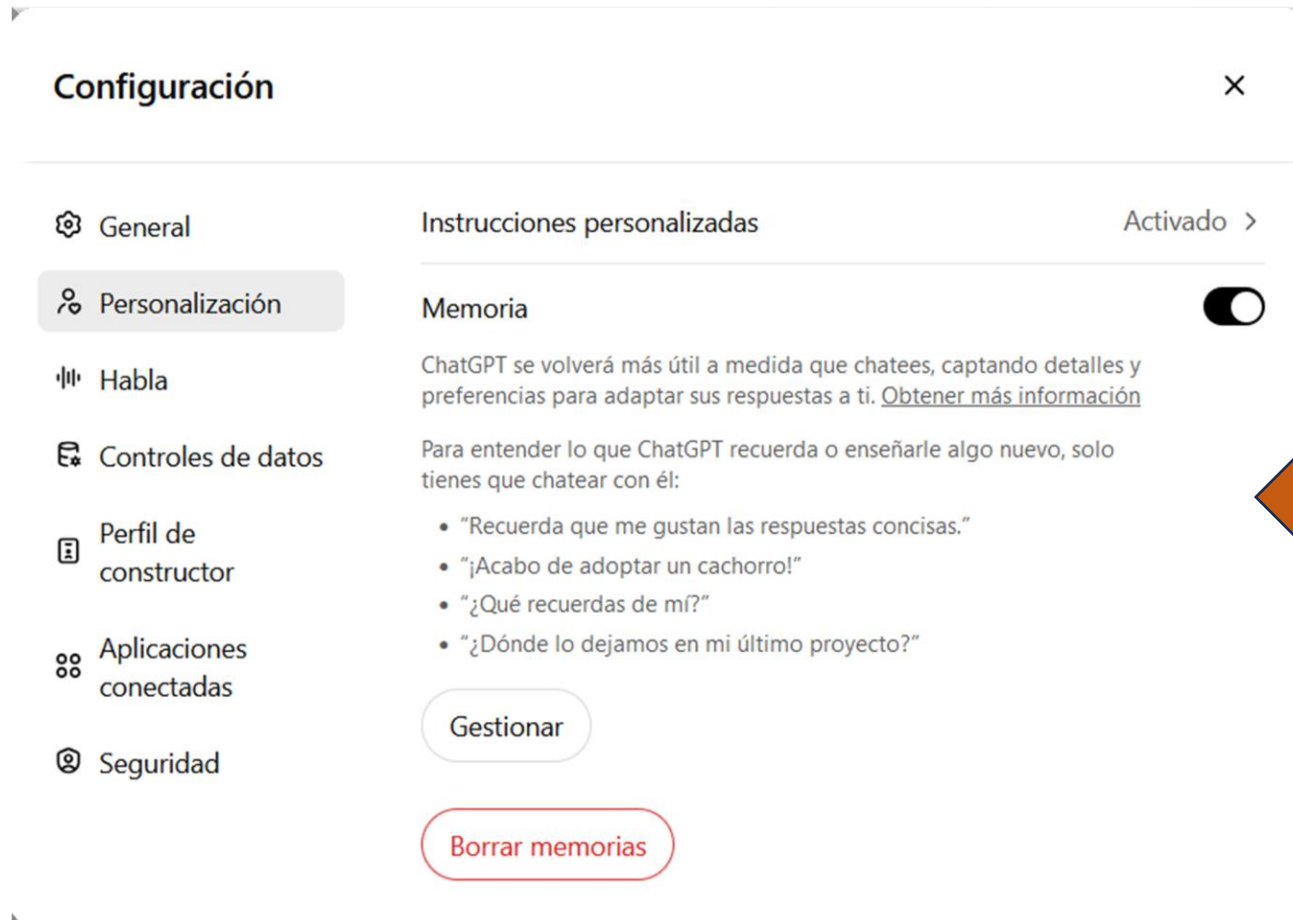 Configuración
General
Personalización
Habla
Controles de datos
Perfil de
constructor
Aplicaciones
conectadas
Seguridad
Instrucciones personalizadas
Activado
Memoria
ChatGPT se volverá más útil a medida que chatees, captando detalles y
preferencias para adaptar sus respuestas a ti. Obtener más información
Para entender lo que ChatGPT recuerda o enseñarle algo nuevo, solo
tienes que chatear con él:
• “Recuerda que me gustan las respuestas concisas.”
• “¡Acabo de adoptar un cachorro!”
• “¿Qué recuerdas de mí?”
• “¿Dónde lo dejamos en mi último proyecto?”
Gestionar
Borrar memorias